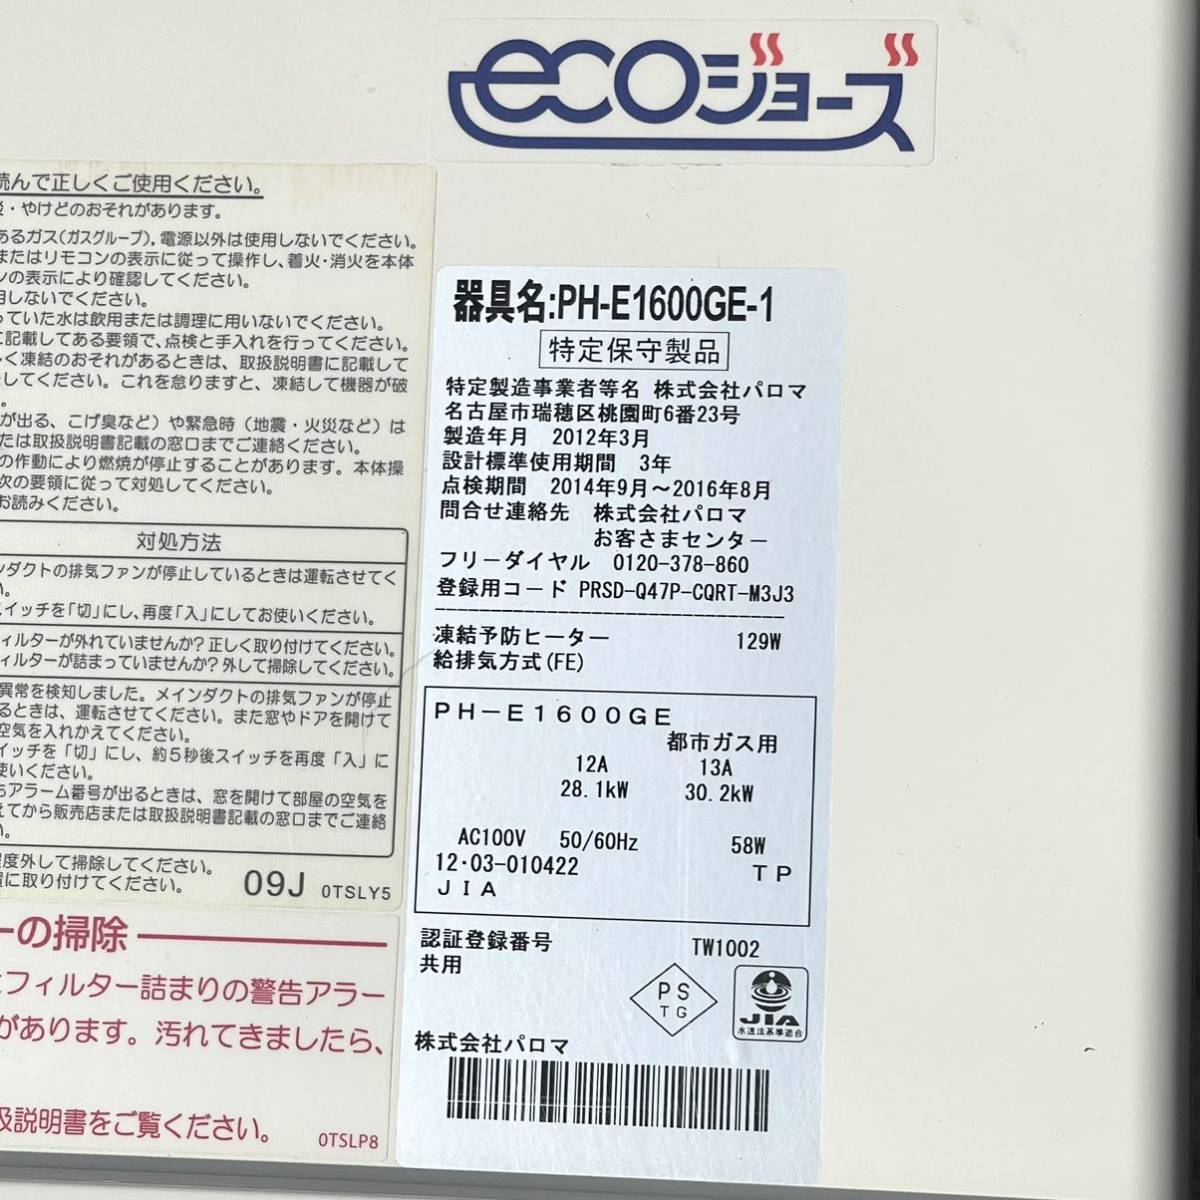 ecoジョーズ
読んで正しくご使用ください。
・やけどのおそれがあります。
あるガス(ガスグループ)、電源以外は使用しないでください。
またはリモコンの表示に従って操作し、着火・消火を本体
ンの表示により確認してください。
用しないでください。
っていた水は飲用または調理に用いないでください。
に記載してある要領で、点検と手入れを行ってください。
く凍結のおそれがあるときは、取扱説明書に記載して
してください。これを怠りますと、凍結して機器が破
。
が出る、こげ臭など）や緊急時（地震・火災など）は
たは取扱説明書記載の窓口までご連絡ください。
の作動により燃焼が停止することがあります。本体操
次の要領に従って対処してください。
お読みください。
対処方法
ンダクトの排気ファンが停止しているときは運転させてく
。
スイッチを「切」にし、再度「入」にしてお使いください。
ィルターが外れていませんか？正しく取り付けてください。
ィルターが詰まっていませんか？外して掃除してください。
異常を検知しました。メインダクトの排気ファンが停止
るときは、運転させてください。また窓やドアを開けて
空気を入れかえてください。
イッチを「切」にし、約5秒後スイッチを再度「入」に
使いください。
もアラーム番号が出るときは、窓を開けて部屋の空気を
えてから販売店または取扱説明書記載の窓口までご連絡
。
程度外して掃除してください。
置に取り付けてください。
09J 0TSLY5
ーの掃除
とフィルター詰まりの警告アラー
があります。汚れてきましたら、
扱説明書をご覧ください。
0TSLP8
器具名:PH-E1600GE-1
特定保守製品
特定製造事業者等名 株式会社パロマ
名古屋市瑞穂区桃園町6番23号
製造年月 2012年3月
設計標準使用期間 3年
点検期間 2014年9月～2016年8月
問合せ連絡先 株式会社パロマ
お客さまセンター
フリーダイヤル 0120-378-860
登録用コード PRSD-Q47P-CQRT-M3J3
凍結予防ヒーター 129W
給排気方式(FE)
ＰＨ－Ｅ１６００ＧＥ
都市ガス用
12A 13A
28.1kW 30.2kW
AC100V 50/60Hz 58W
12・03-010422 ＴＰ
ＪＩＡ
認証登録番号 TW1002
共用
PS
TG
JIA
水道法基準適合
株式会社パロマ